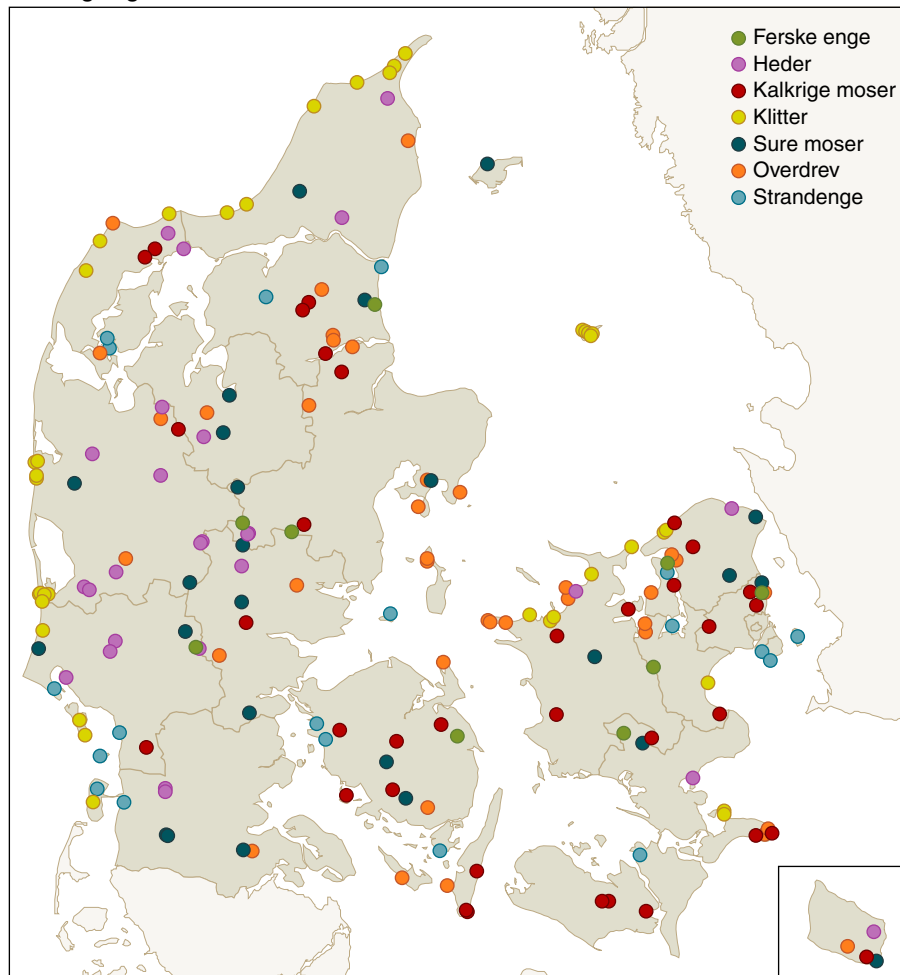 Ferske enge
Heder
Kalkrige moser
Klitter
Sure moser
Overdrev
Strandenge